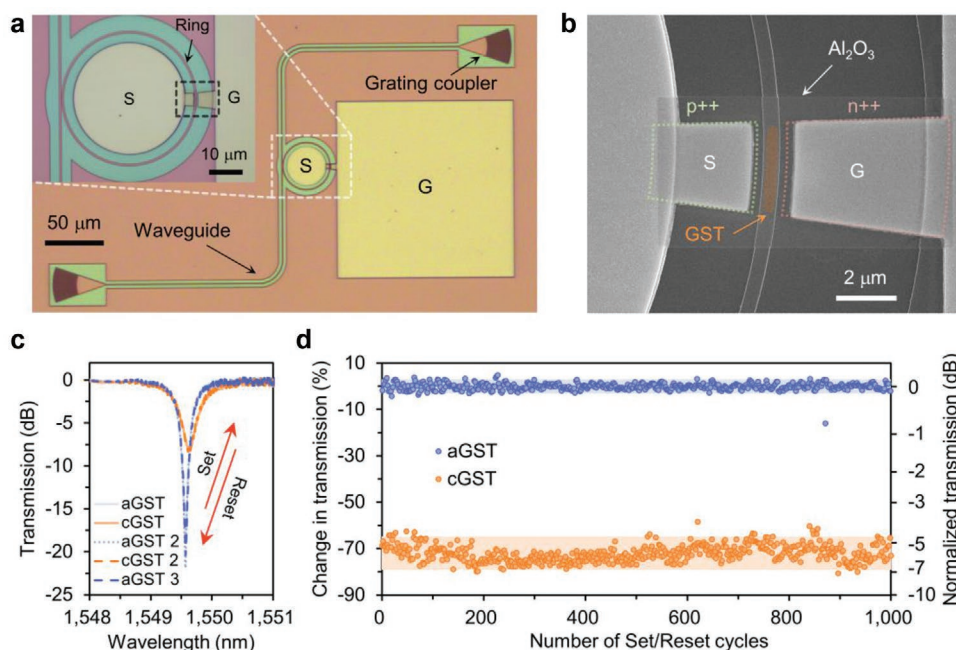 a
Ring
S
G
10 μm
Grating coupler
S
G
50 μm
Waveguide
b
Al₂O₃
p++
n++
S
G
GST
2 μm
c
Transmission (dB)
0
-5
-10
-15
-20
-25
Set
Reset
aGST
cGST
aGST 2
cGST 2
aGST 3
1,548
1,549
1,550
1,551
Wavelength (nm)
d
Change in transmission (%)
10
-10
-30
-50
-70
-90
aGST
cGST
0
-1
-2
-3
-5
-7
-10
Normalized transmission (dB)
0
200
400
600
800
1,000
Number of Set/Reset cycles